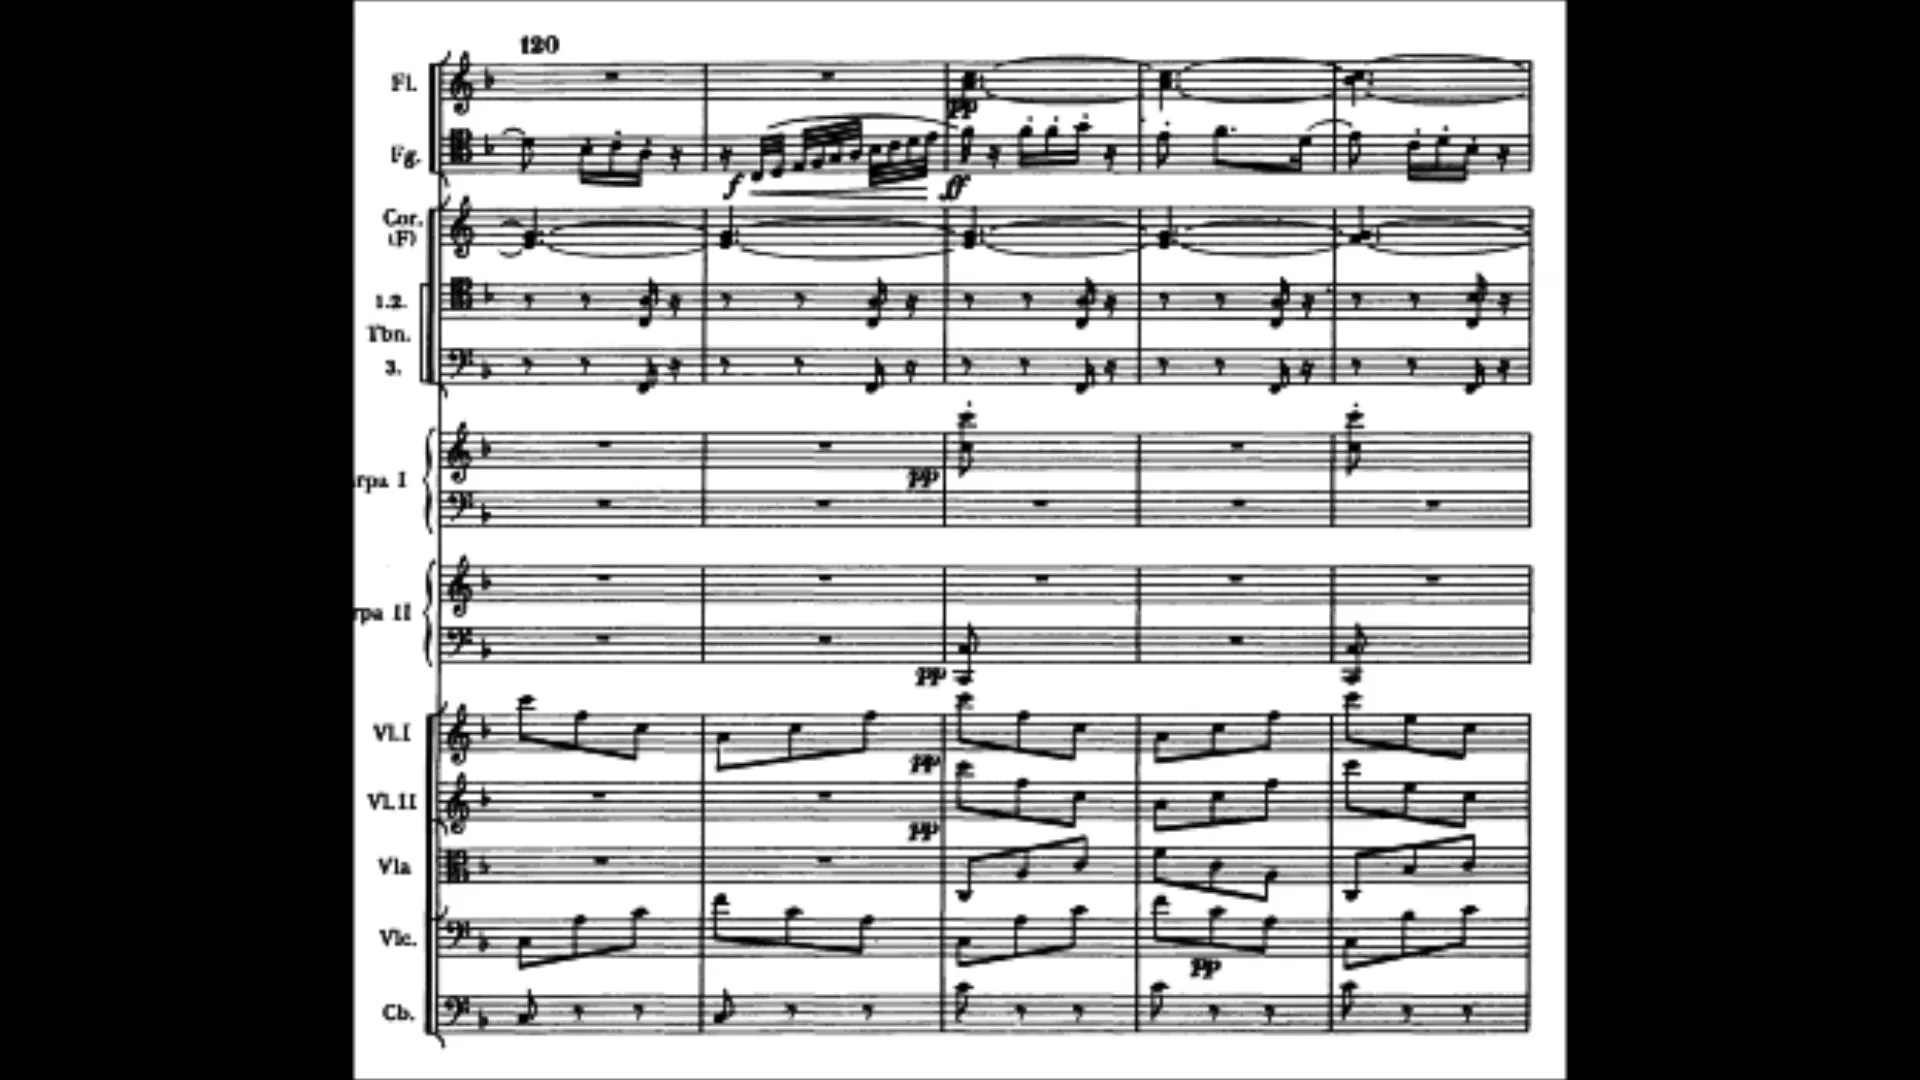 120
Fl.
pp
Fg.
f ff
Cor.
(F)
1.2.
Tbn.
3.
rpa I
pp
rpa II
pp
Vl. I
pp
Vl. II
pp
Vla
Vlc.
pp
Cb.